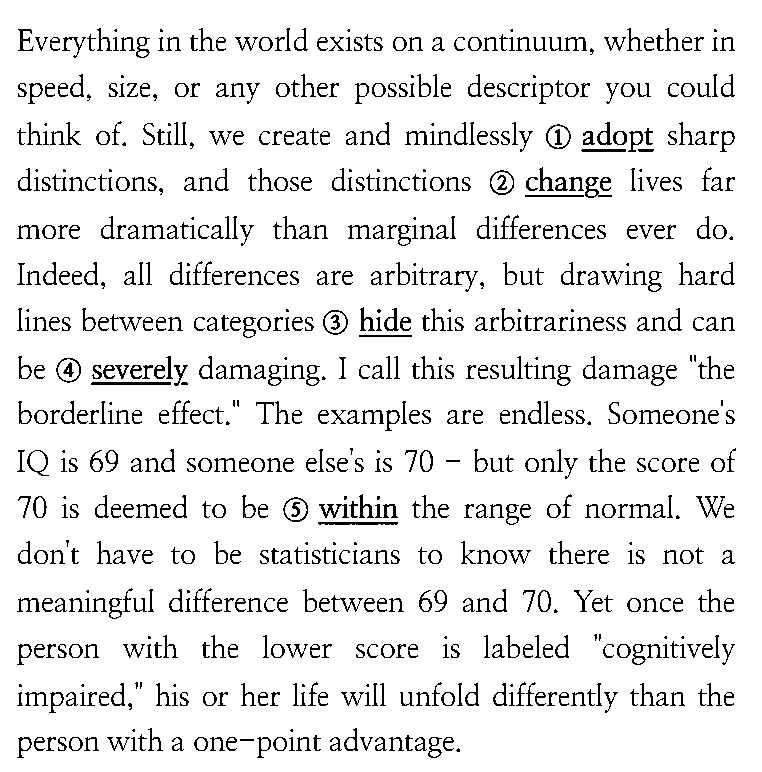 Everything in the world exists on a continuum, whether in
speed, size, or any other possible descriptor you could
think of. Still, we create and mindlessly ① adopt sharp
distinctions, and those distinctions ② change lives far
more dramatically than marginal differences ever do.
Indeed, all differences are arbitrary, but drawing hard
lines between categories ③ hide this arbitrariness and can
be ④ severely damaging. I call this resulting damage "the
borderline effect." The examples are endless. Someone's
IQ is 69 and someone else's is 70 − but only the score of
70 is deemed to be ⑤ within the range of normal. We
don't have to be statisticians to know there is not a
meaningful difference between 69 and 70. Yet once the
person with the lower score is labeled "cognitively
impaired," his or her life will unfold differently than the
person with a one−point advantage.